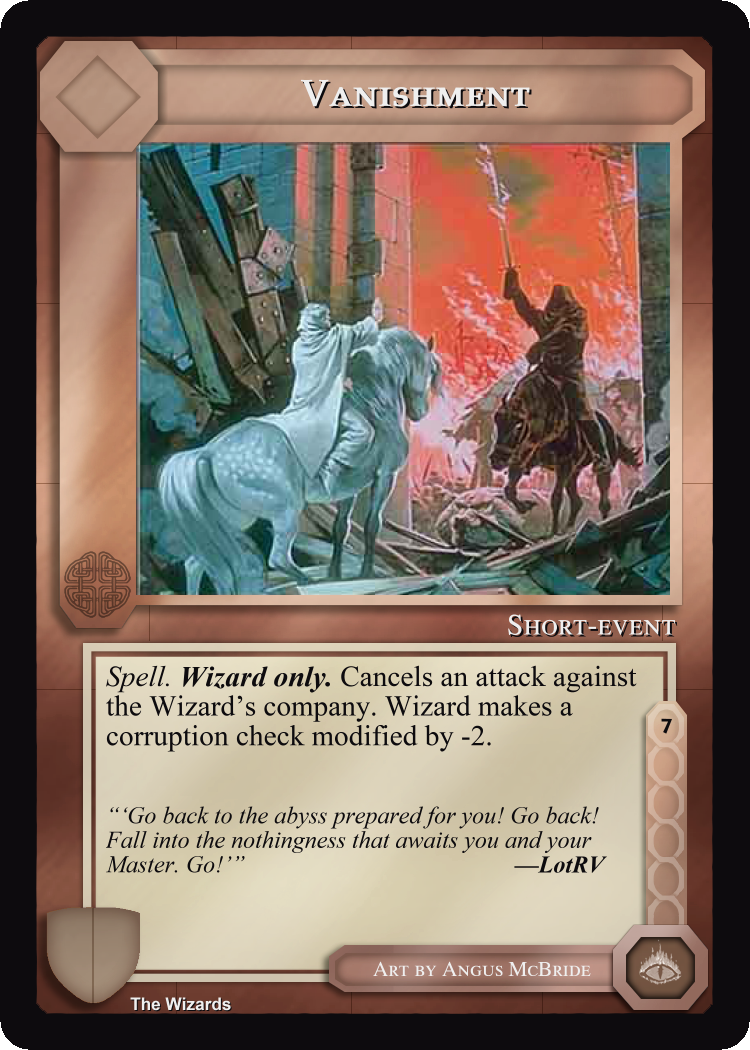 Vanishment
Short-event
Spell. Wizard only. Cancels an attack against
the Wizard's company. Wizard makes a
corruption check modified by -2.
7
“‘Go back to the abyss prepared for you! Go back!
Fall into the nothingness that awaits you and your
Master. Go!’” —LotRV
Art by Angus McBride
The Wizards